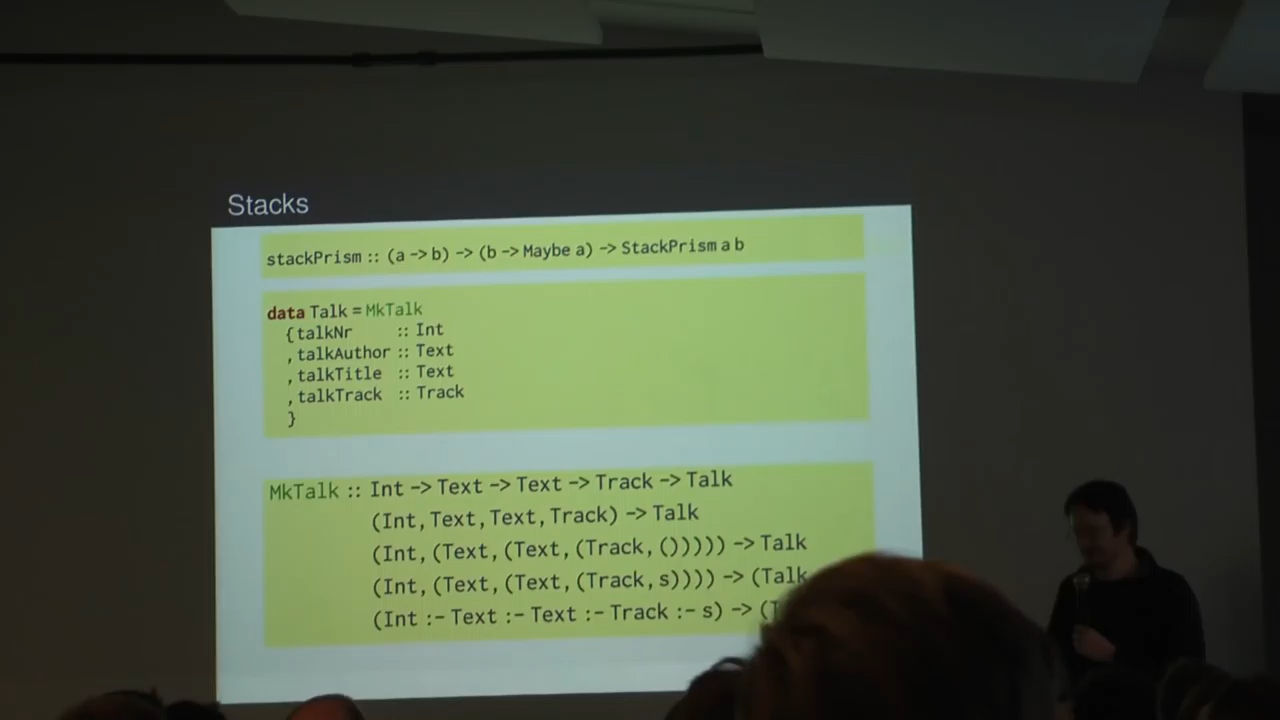 Stacks
stackPrism :: (a -> b) -> (b -> Maybe a) -> StackPrism a b
data Talk = MkTalk
{talkNr :: Int
,talkAuthor :: Text
,talkTitle :: Text
,talkTrack :: Track
}
MkTalk :: Int -> Text -> Text -> Track -> Talk
(Int, Text, Text, Track) -> Talk
(Int, (Text, (Text, (Track, ())))) -> Talk
(Int, (Text, (Text, (Track, s)))) -> (Talk
(Int :- Text :- Text :- Track :- s) -> (